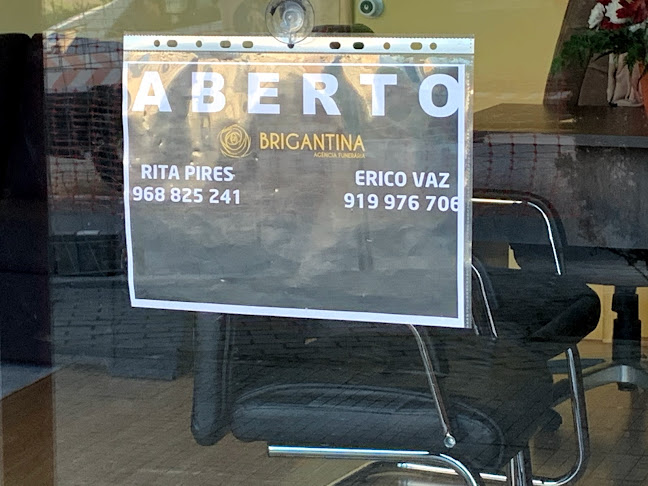 ABERTO
BRIGANTINA
AGÊNCIA FUNERÁRIA
RITA PIRES
968 825 241
ERICO VAZ
919 976 706